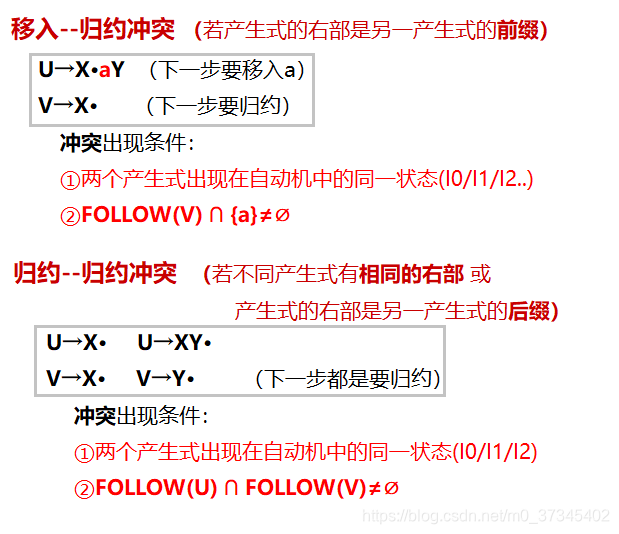 移入--归约冲突 （若产生式的右部是另一产生式的前缀）
U→X·aY （下一步要移入a）
V→X· （下一步要归约）
冲突出现条件：
①两个产生式出现在自动机中的同一状态(I0/I1/I2..)
②FOLLOW(V) ∩ {a}≠∅
归约--归约冲突 （若不同产生式有相同的右部 或
产生式的右部是另一产生式的后缀）
U→X· U→XY·
V→X· V→Y· （下一步都是要归约）
冲突出现条件：
①两个产生式出现在自动机中的同一状态(I0/I1/I2)
②FOLLOW(U) ∩ FOLLOW(V)≠∅
https://blog.csdn.net/m0_37345402